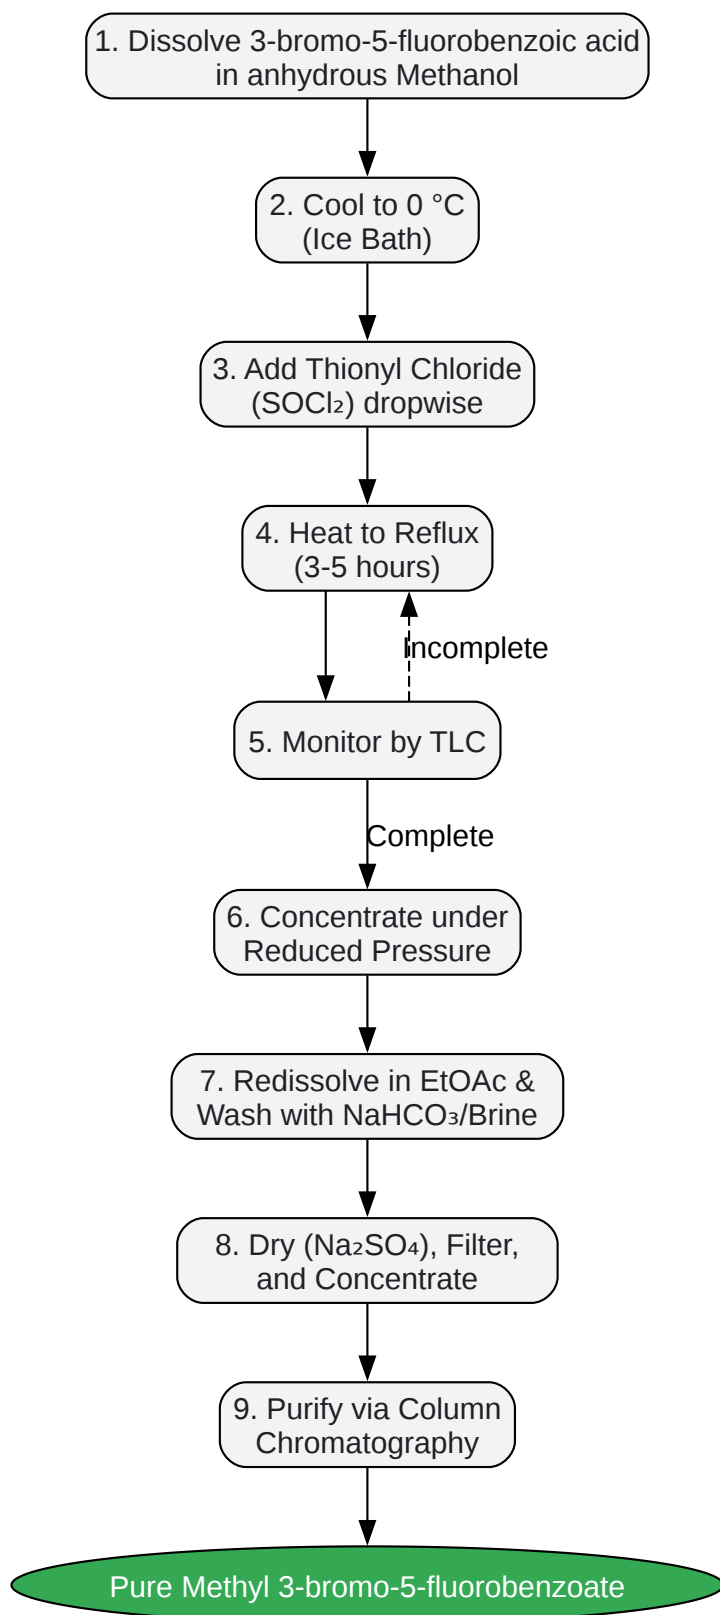 1. Dissolve 3-bromo-5-fluorobenzoic acid
in anhydrous Methanol
2. Cool to 0 °C
(Ice Bath)
3. Add Thionyl Chloride
(SOCl₂) dropwise
4. Heat to Reflux
(3-5 hours)
Incomplete
5. Monitor by TLC
Complete
6. Concentrate under
Reduced Pressure
7. Redissolve in EtOAc &
Wash with NaHCO₃/Brine
8. Dry (Na₂SO₄), Filter,
and Concentrate
9. Purify via Column
Chromatography
Pure Methyl 3-bromo-5-fluorobenzoate